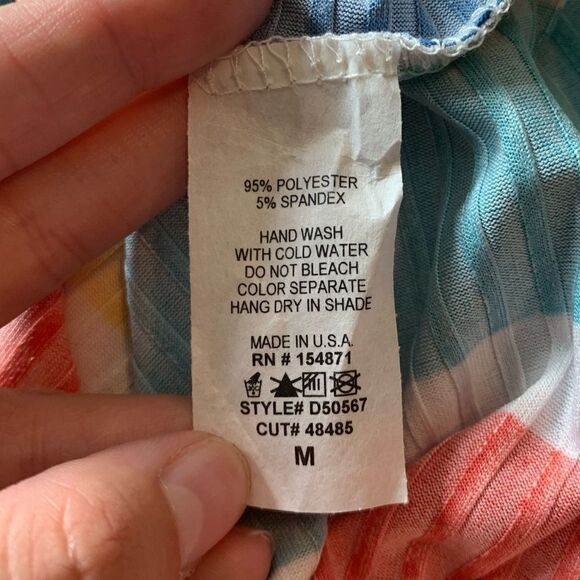 95% POLYESTER
5% SPANDEX
HAND WASH
WITH COLD WATER
DO NOT BLEACH
COLOR SEPARATE
HANG DRY IN SHADE
MADE IN U.S.A.
RN # 154871
STYLE# D50567
CUT# 48485
M